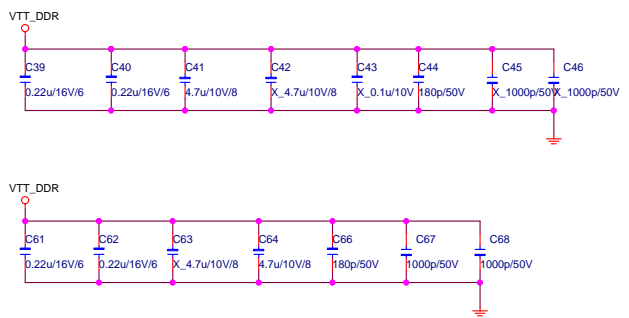 VTT_DDR
C39 C40 C41 C42 C43 C44 C45 C46
0.22u/16V/6 0.22u/16V/6 4.7u/10V/8 X_4.7u/10V/8 X_0.1u/10V 180p/50V X_1000p/50V X_1000p/50V
VTT_DDR
C61 C62 C63 C64 C66 C67 C68
0.22u/16V/6 0.22u/16V/6 X_4.7u/10V/8 4.7u/10V/8 180p/50V 1000p/50V 1000p/50V